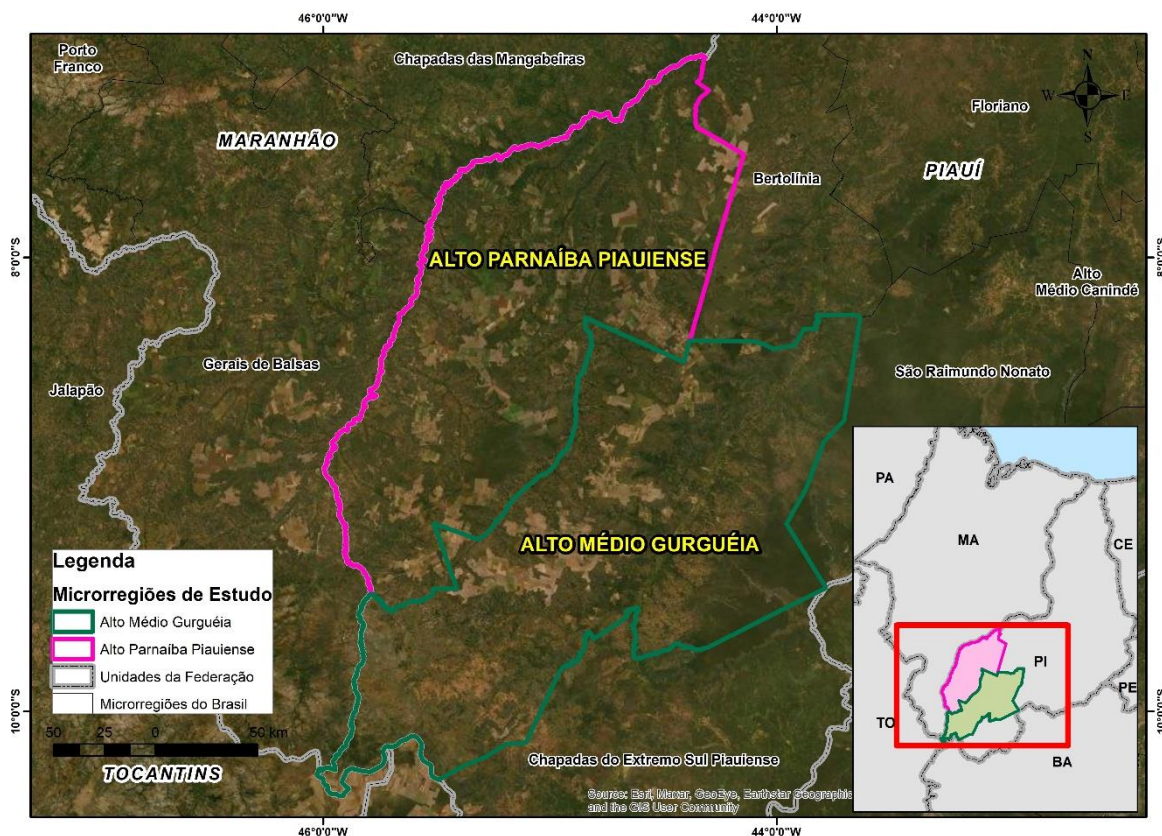 46°0'0"W
44°0'0"W
Porto
Franco
Chapadas das Mangabeiras
N
W
E
S
Floriano
MARANHÃO
PIAUÍ
Bertolínia
8°0'0"S
8°0'0"S
ALTO PARNAÍBA PIAUIENSE
Alto
Médio Canindé
Gerais de Balsas
São Raimundo Nonato
Jalapão
ALTO MÉDIO GURGUÉIA
Legenda
Microrregiões de Estudo
Alto Médio Gurguéia
Alto Parnaíba Piauiense
Unidades da Federação
Microrregiões do Brasil
50
25
0
50 km
TOCANTINS
10°0'0"S
10°0'0"S
Chapadas do Extremo Sul Piauiense
Source: Esri, Maxar, GeoEye, Earthstar Geographic
and the GIS User Community
PA
MA
CE
PI
PE
TO
BA
46°0'0"W
44°0'0"W